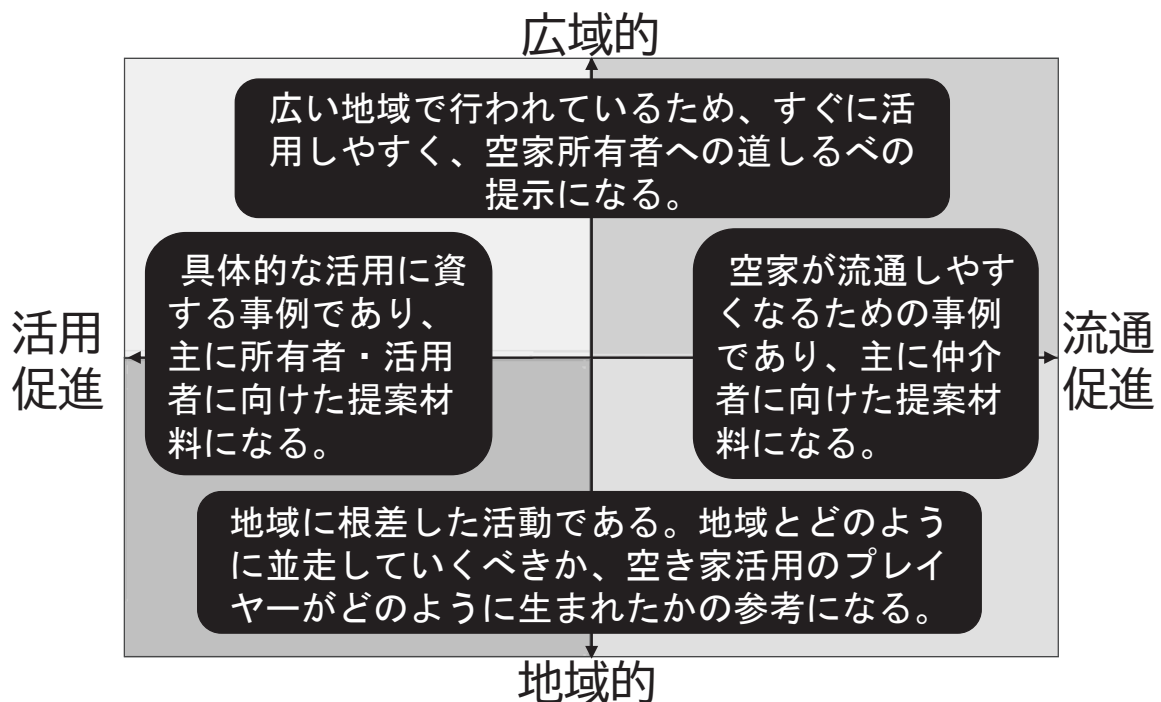 広域的
広い地域で行われているため、すぐに活
用しやすく、空家所有者への道しるべの
提示になる。
具体的な活用に資
する事例であり、
主に所有者・活用
者に向けた提案材
料になる。
空家が流通しやす
くなるための事例
であり、主に仲介
者に向けた提案材
料になる。
活用
促進
流通
促進
地域に根差した活動である。地域とどのよう
に並走していくべきか、空き家活用のプレイ
ヤーがどのように生まれたかの参考になる。
地域的